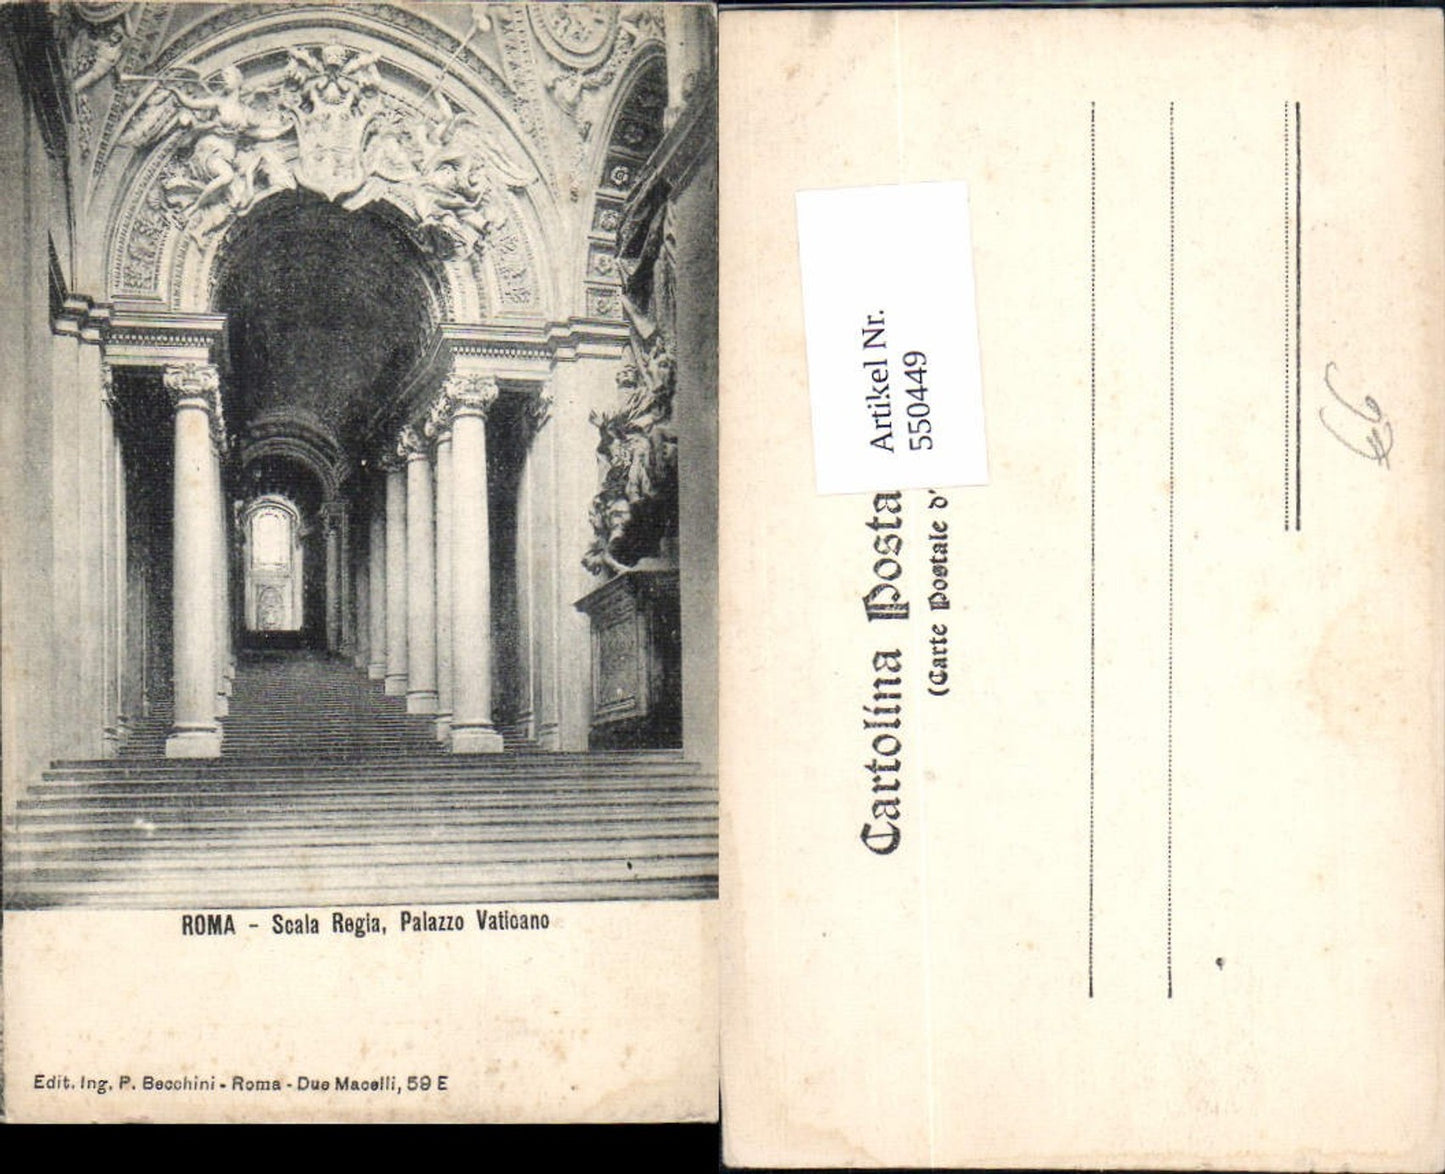 ROMA - Scala Regia, Palazzo Vaticano
Edit. Ing. P. Becchini - Roma - Due Macelli, 59 E
Artikel Nr.
550449
Cartolina Posta
(Carte Postale d'